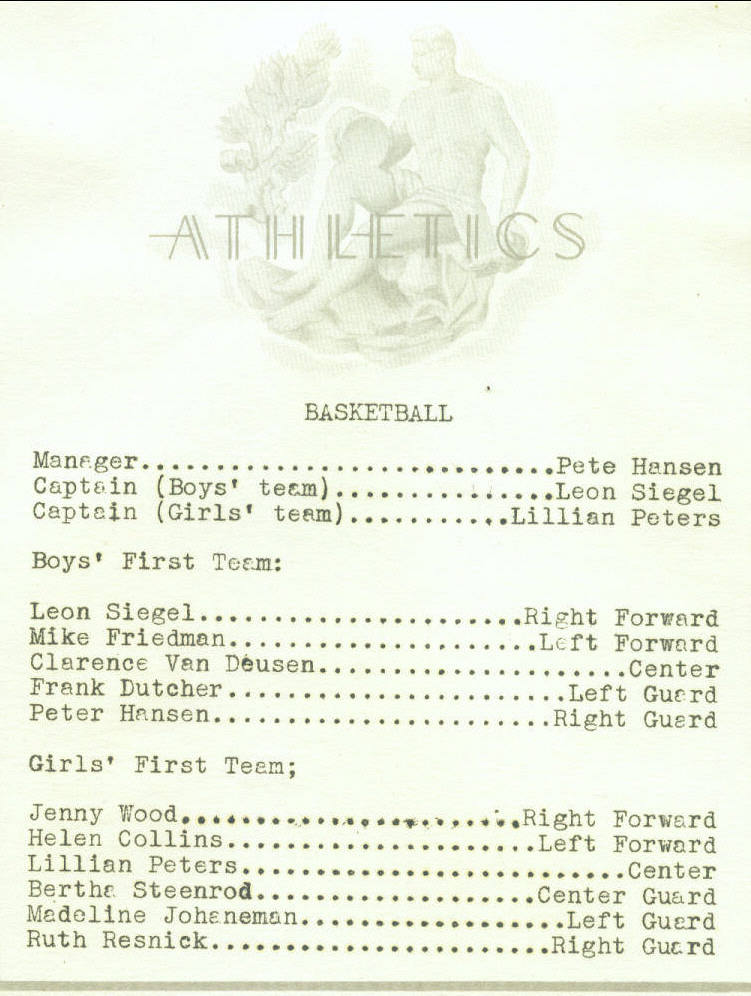 ATHLETICS
BASKETBALL
Manager............................Pete Hansen
Captain (Boys' team)...............Leon Siegel
Captain (Girls' team)...........Lillian Peters
Boys' First Team:
Leon Siegel......................Right Forward
Mike Friedman.....................Left Forward
Clarence Van Deusen.....................Center
Frank Dutcher.......................Left Guard
Peter Hansen.......................Right Guard
Girls' First Team;
Jenny Wood.......................Right Forward
Helen Collins.....................Left Forward
Lillian Peters..........................Center
Bertha Steenrod...................Center Guard
Madeline Johaneman..................Left Guard
Ruth Resnick.......................Right Guard